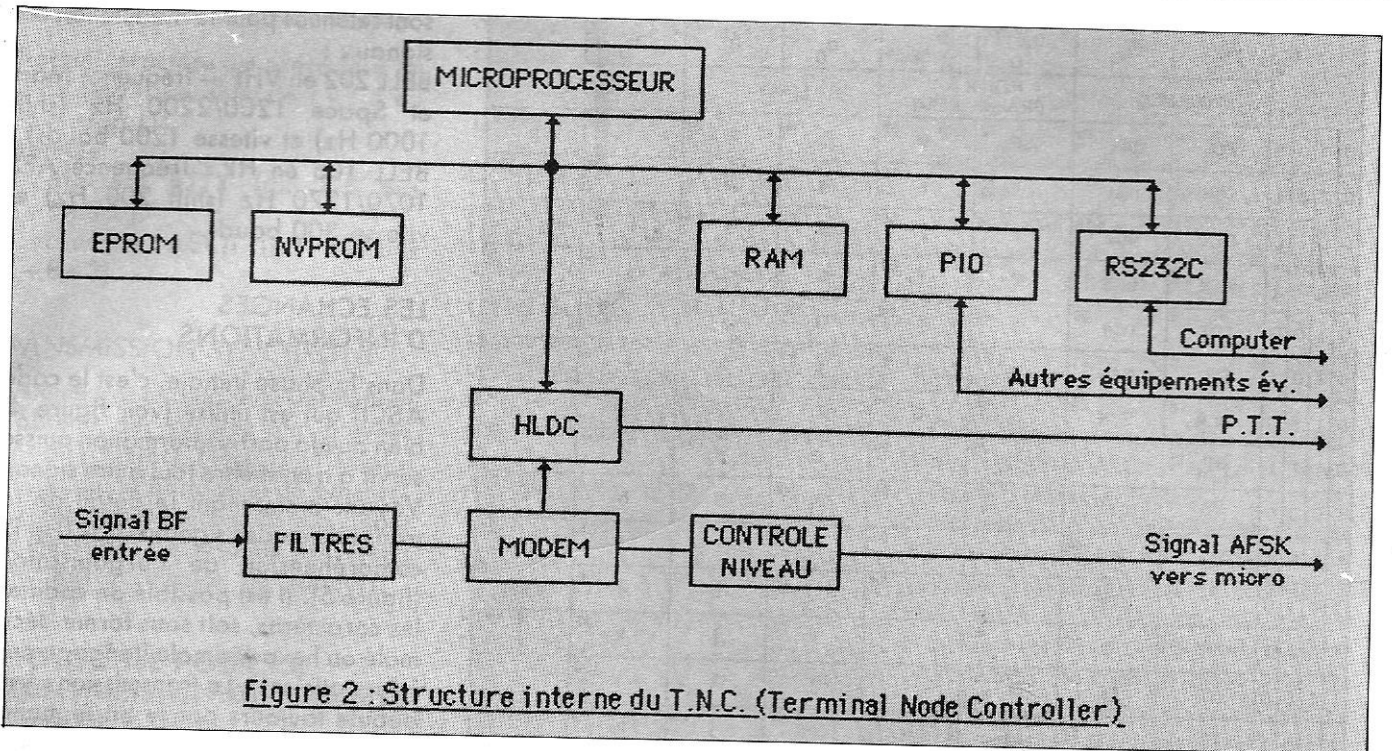 MICROPROCESSEUR
EPROM
NVPROM
RAM
PIO
RS232C
Computer
Autres équipements év.
HLDC
P.T.T.
Signal BF
entrée
FILTRES
MODEM
CONTROLE
NIVEAU
Signal AFSK
vers micro
Figure 2 : Structure interne du T.N.C. (Terminal Node Controller)